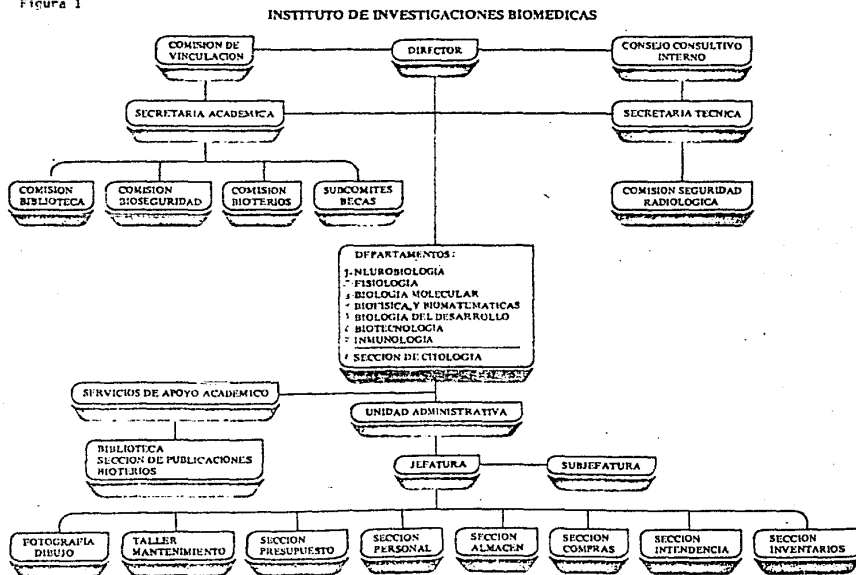 Figura 1
INSTITUTO DE INVESTIGACIONES BIOMEDICAS
COMISION DE
VINCULACION
DIRECTOR
CONSEJO CONSULTIVO
INTERNO
SECRETARIA ACADEMICA
SECRETARIA TECNICA
COMISION
BIBLIOTECA
COMISION
BIOSEGURIDAD
COMISION
BIOTERIOS
SUBCOMITES
BECAS
COMISION SEGURIDAD
RADIOLOGICA
DEPARTAMENTOS:
NEUROBIOLOGIA
FISIOLOGIA
BIOLOGIA MOLECULAR
BIOFISICA, Y BIOMATEMATICAS
BIOLOGIA DEL DESARROLLO
BIOTECNOLOGIA
INMUNOLOGIA
SECCION DE CITOLOGIA
SERVICIOS DE APOYO ACADEMICO
UNIDAD ADMINISTRATIVA
BIBLIOTECA
SECCION DE PUBLICACIONES
BIOTERIOS
JEFATURA
SUBJEFATURA
FOTOGRAFIA
DIBUJO
TALLER
MANTENIMIENTO
SECCION
PRESUPUESTO
SECCION
PERSONAL
SECCION
ALMACEN
SECCION
COMPRAS
SECCION
INTENDENCIA
SECCION
INVENTARIOS